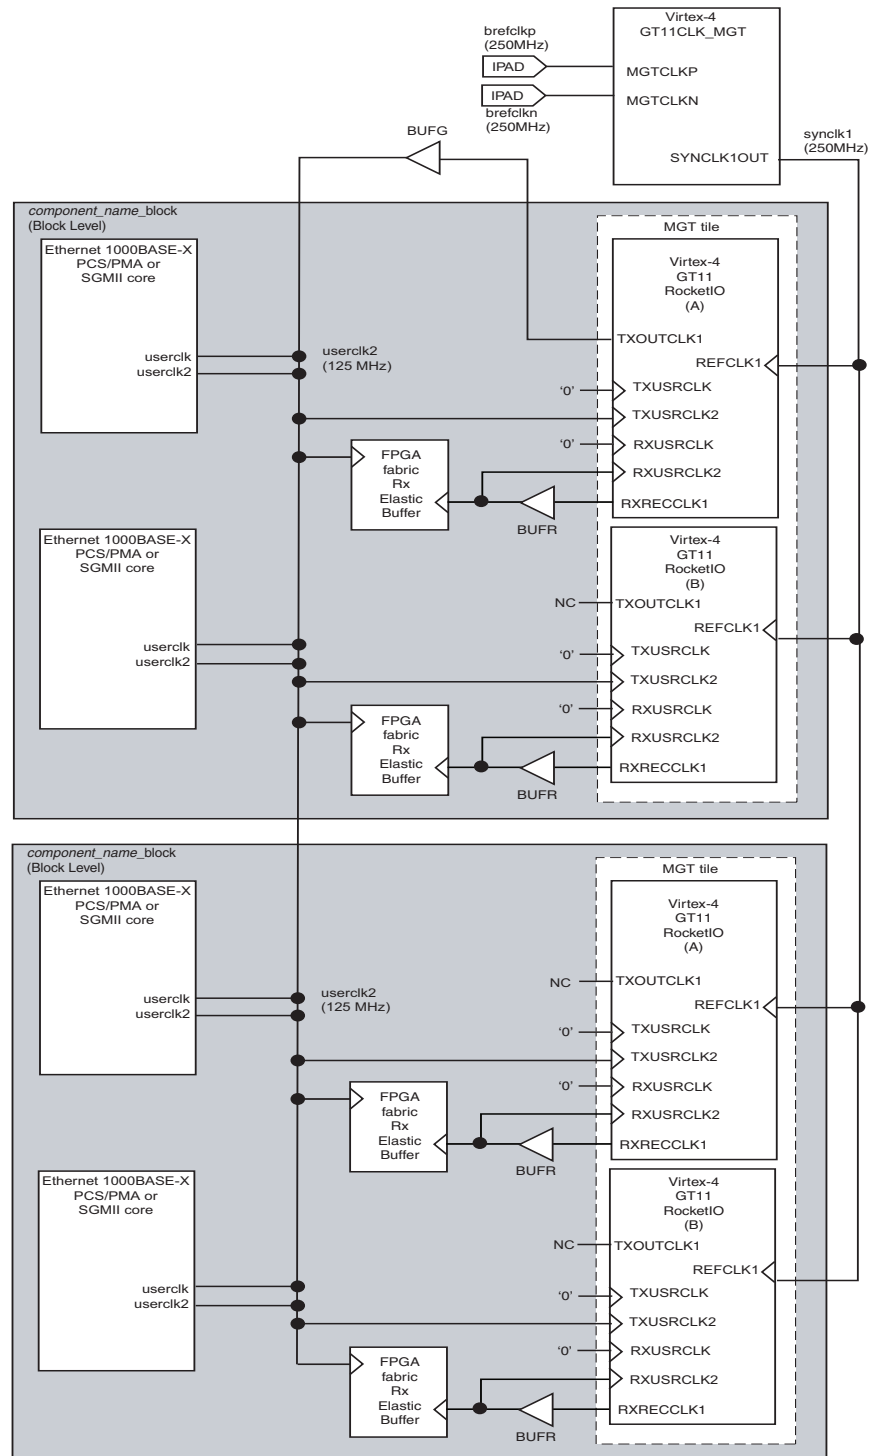 Virtex-4
GT11CLK_MGT
brefclkp
(250MHz)
IPAD
MGTCLKP
IPAD
MGTCLKN
brefclkn
(250MHz)
BUFG
synclk1
(250MHz)
SYNCLK1OUT
component_name_block
(Block Level)
MGT tile
Ethernet 1000BASE-X
PCS/PMA or
SGMII core
Virtex-4
GT11
RocketIO
(A)
TXOUTCLK1
userclk
userclk2
userclk2
(125 MHz)
REFCLK1
‘0’
TXUSRCLK
TXUSRCLK2
‘0’
RXUSRCLK
FPGA
fabric
Rx
Elastic
Buffer
RXUSRCLK2
RXRECCLK1
BUFR
Ethernet 1000BASE-X
PCS/PMA or
SGMII core
Virtex-4
GT11
RocketIO
(B)
NC
TXOUTCLK1
REFCLK1
userclk
userclk2
‘0’
TXUSRCLK
TXUSRCLK2
‘0’
RXUSRCLK
FPGA
fabric
Rx
Elastic
Buffer
RXUSRCLK2
RXRECCLK1
BUFR
component_name_block
(Block Level)
MGT tile
Ethernet 1000BASE-X
PCS/PMA or
SGMII core
Virtex-4
GT11
RocketIO
(A)
NC
TXOUTCLK1
userclk
userclk2
userclk2
(125 MHz)
REFCLK1
‘0’
TXUSRCLK
TXUSRCLK2
‘0’
RXUSRCLK
FPGA
fabric
Rx
Elastic
Buffer
RXUSRCLK2
RXRECCLK1
BUFR
Ethernet 1000BASE-X
PCS/PMA or
SGMII core
Virtex-4
GT11
RocketIO
(B)
NC
TXOUTCLK1
REFCLK1
userclk
userclk2
‘0’
TXUSRCLK
TXUSRCLK2
‘0’
RXUSRCLK
FPGA
fabric
Rx
Elastic
Buffer
RXUSRCLK2
RXRECCLK1
BUFR